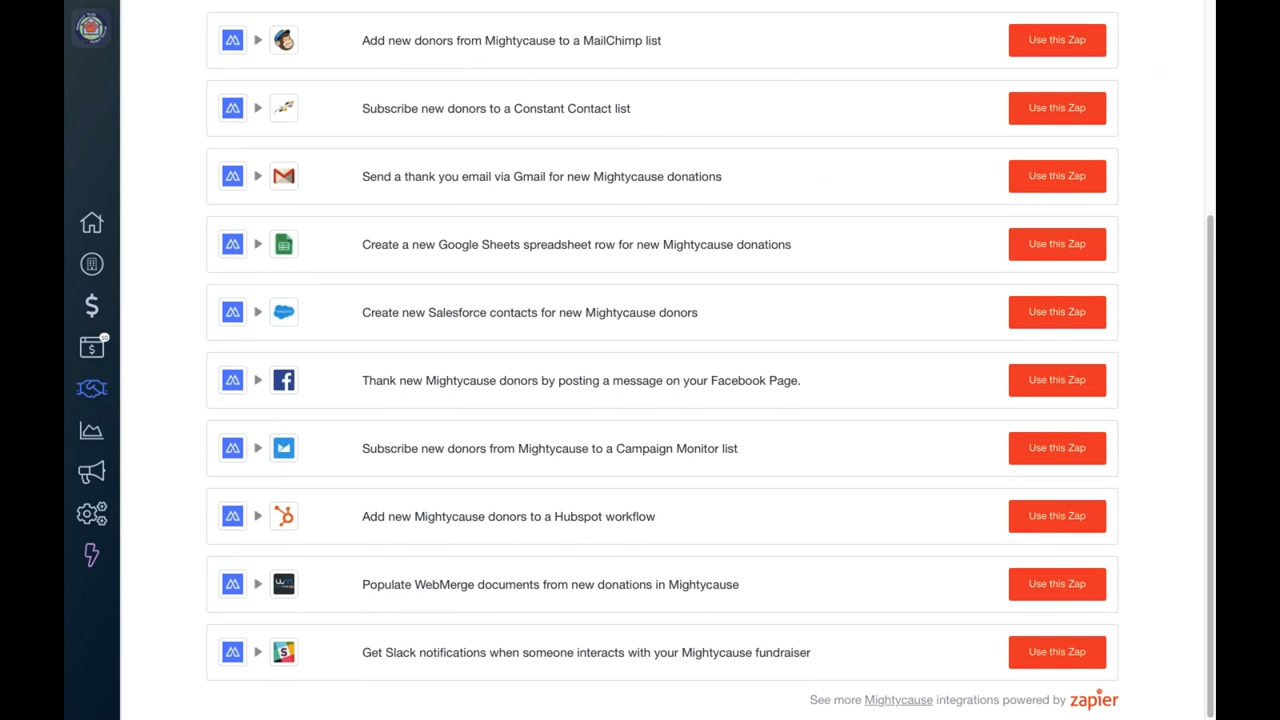 Add new donors from Mightycause to a MailChimp list
Use this Zap
Subscribe new donors to a Constant Contact list
Use this Zap
Send a thank you email via Gmail for new Mightycause donations
Use this Zap
Create a new Google Sheets spreadsheet row for new Mightycause donations
Use this Zap
Create new Salesforce contacts for new Mightycause donors
Use this Zap
Thank new Mightycause donors by posting a message on your Facebook Page.
Use this Zap
Subscribe new donors from Mightycause to a Campaign Monitor list
Use this Zap
Add new Mightycause donors to a Hubspot workflow
Use this Zap
Populate WebMerge documents from new donations in Mightycause
Use this Zap
Get Slack notifications when someone interacts with your Mightycause fundraiser
Use this Zap
See more Mightycause integrations powered by zapier